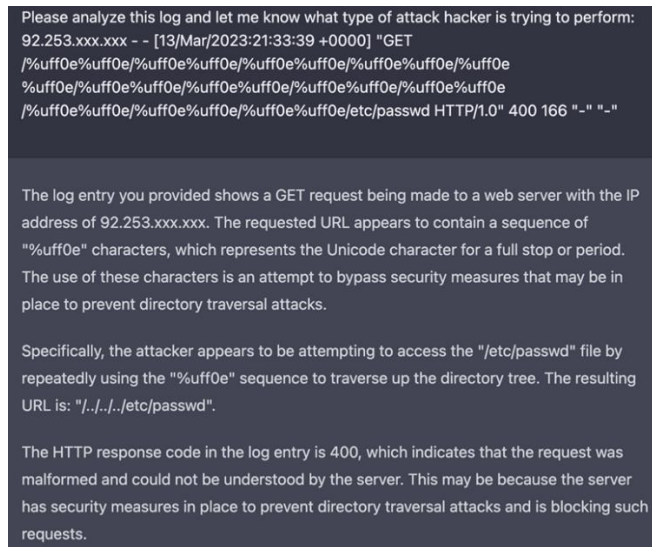 Please analyze this log and let me know what type of attack hacker is trying to perform:
92.253.xxx.xxx - - [13/Mar/2023:21:33:39 +0000] "GET
/%uff0e%uff0e/%uff0e%uff0e/%uff0e%uff0e/%uff0e%uff0e/%uff0e
%uff0e/%uff0e%uff0e/%uff0e%uff0e/%uff0e%uff0e/%uff0e%uff0e
/%uff0e%uff0e/%uff0e%uff0e/%uff0e%uff0e/etc/passwd HTTP/1.0" 400 166 "-" "-"
The log entry you provided shows a GET request being made to a web server with the IP
address of 92.253.xxx.xxx. The requested URL appears to contain a sequence of
"%uff0e" characters, which represents the Unicode character for a full stop or period.
The use of these characters is an attempt to bypass security measures that may be in
place to prevent directory traversal attacks.
Specifically, the attacker appears to be attempting to access the "/etc/passwd" file by
repeatedly using the "%uff0e" sequence to traverse up the directory tree. The resulting
URL is: "/../../../etc/passwd".
The HTTP response code in the log entry is 400, which indicates that the request was
malformed and could not be understood by the server. This may be because the server
has security measures in place to prevent directory traversal attacks and is blocking such
requests.